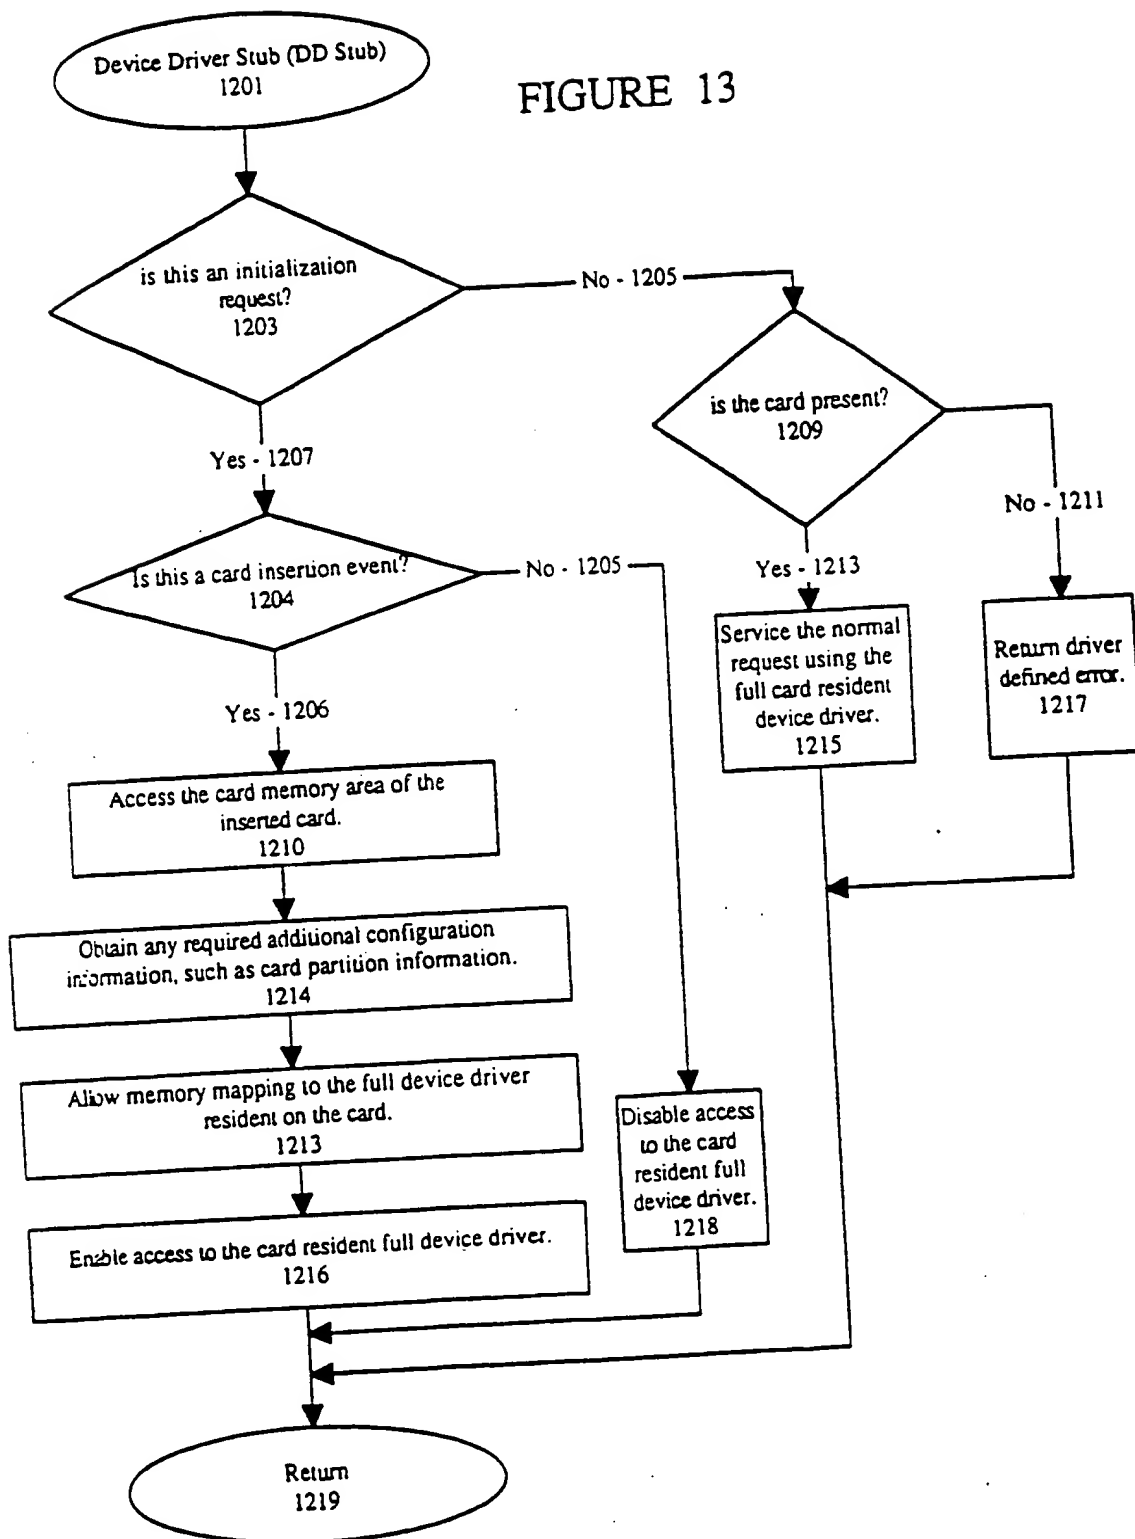 Device Driver Stub (DD Stub)
1201
FIGURE 13
is this an initialization
request?
1203
No - 1205
is the card present?
1209
Yes - 1207
No - 1211
Is this a card insertion event?
1204
No - 1205
Yes - 1213
Service the normal
request using the
full card resident
device driver.
1215
Return driver
defined error.
1217
Yes - 1206
Access the card memory area of the
inserted card.
1210
Obtain any required additional configuration
information, such as card partition information.
1214
Allow memory mapping to the full device driver
resident on the card.
1213
Disable access
to the card
resident full
device driver.
1218
Enable access to the card resident full device driver.
1216
Return
1219